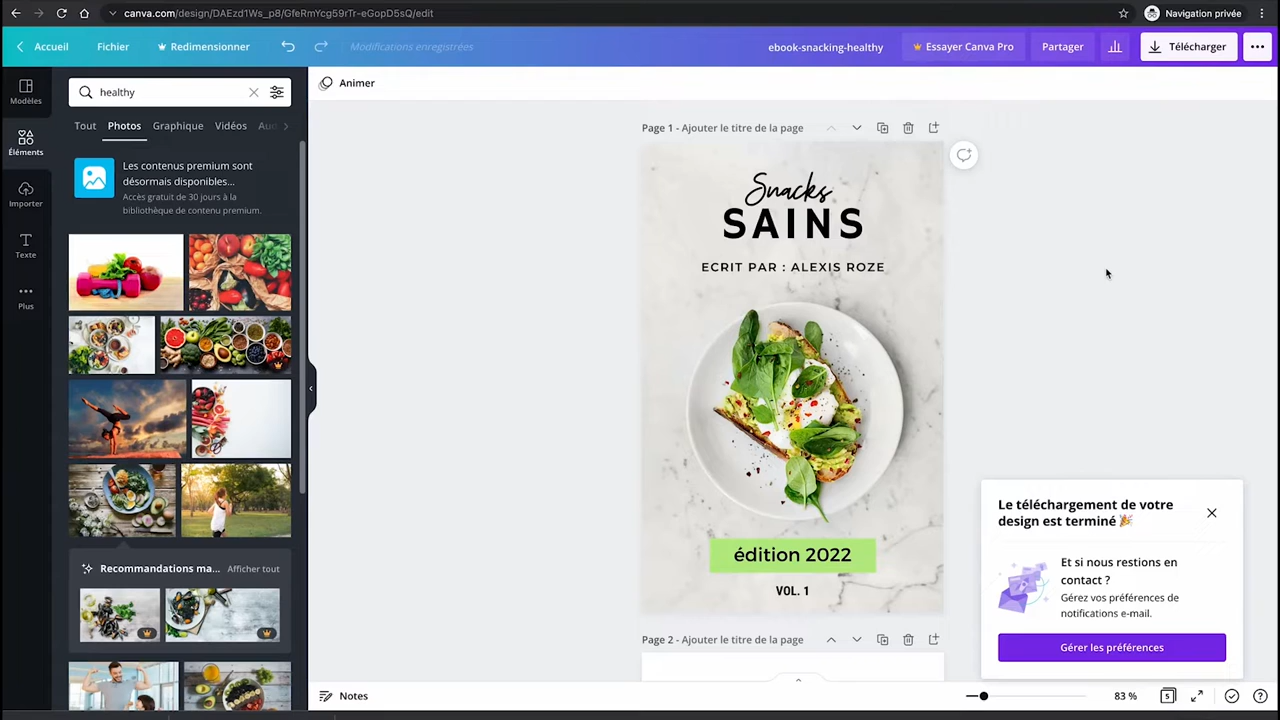 canva.com/design/DAEzd1Ws_p8/GfeRmYcg59rTr-eGopD5sQ/edit
Navigation privée
Accueil
Fichier
Redimensionner
Modifications enregistrées
ebook-snacking-healthy
Essayer Canva Pro
Partager
Télécharger
Modèles
Éléments
Importer
Texte
Plus
healthy
Tout
Photos
Graphique
Vidéos
Au
Les contenus premium sont
désormais disponibles...
Accès gratuit de 30 jours à la
bibliothèque de contenu premium.
Recommandations ma...
Afficher tout
Animer
Page 1 - Ajouter le titre de la page
Snacks
SAINS
ECRIT PAR : ALEXIS ROZE
édition 2022
VOL. 1
Page 2 - Ajouter le titre de la page
Le téléchargement de votre
design est terminé 🎉
Et si nous restions en
contact ?
Gérez vos préférences de
notifications e-mail.
Gérer les préférences
Notes
83 %
5